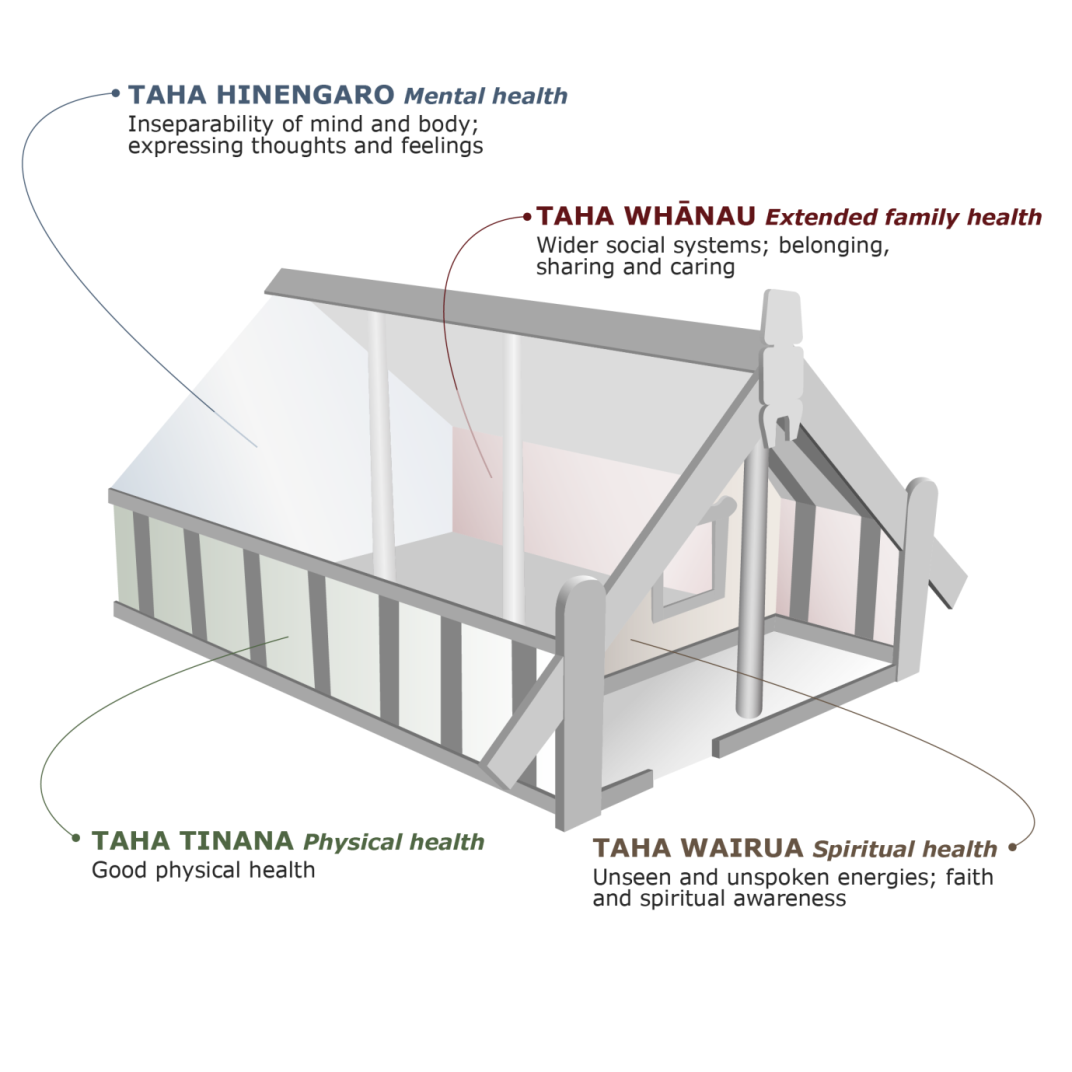 TAHA HINENGARO Mental health
Inseparability of mind and body;
expressing thoughts and feelings
TAHA WHĀNAU Extended family health
Wider social systems; belonging,
sharing and caring
TAHA TINANA Physical health
Good physical health
TAHA WAIRUA Spiritual health
Unseen and unspoken energies; faith
and spiritual awareness